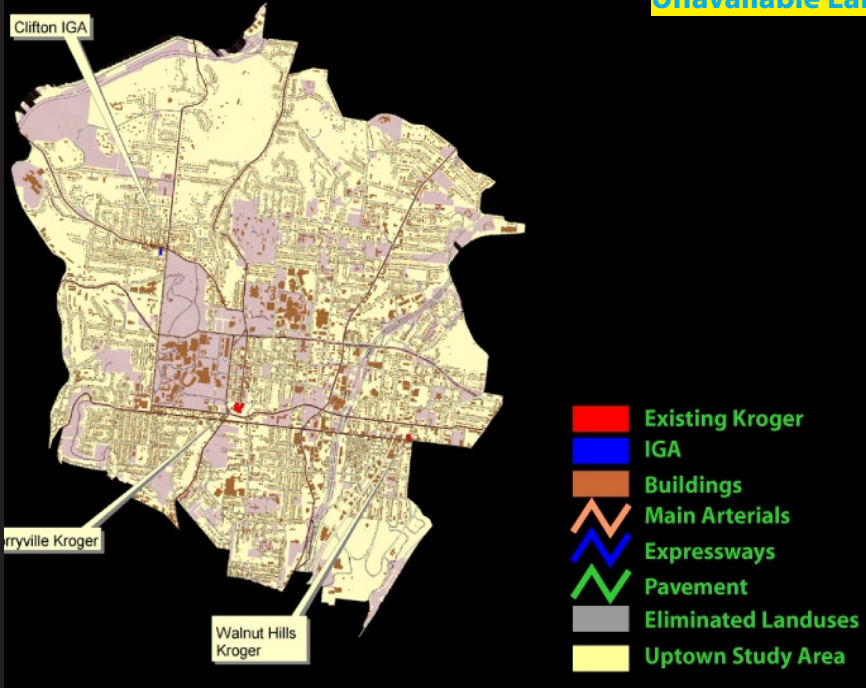 Unavailable
Clifton IGA
Existing Kroger
IGA
Buildings
Main Arterials
Expressways
Pavement
Eliminated Landuses
Uptown Study Area
rryville Kroger
Walnut Hills
Kroger